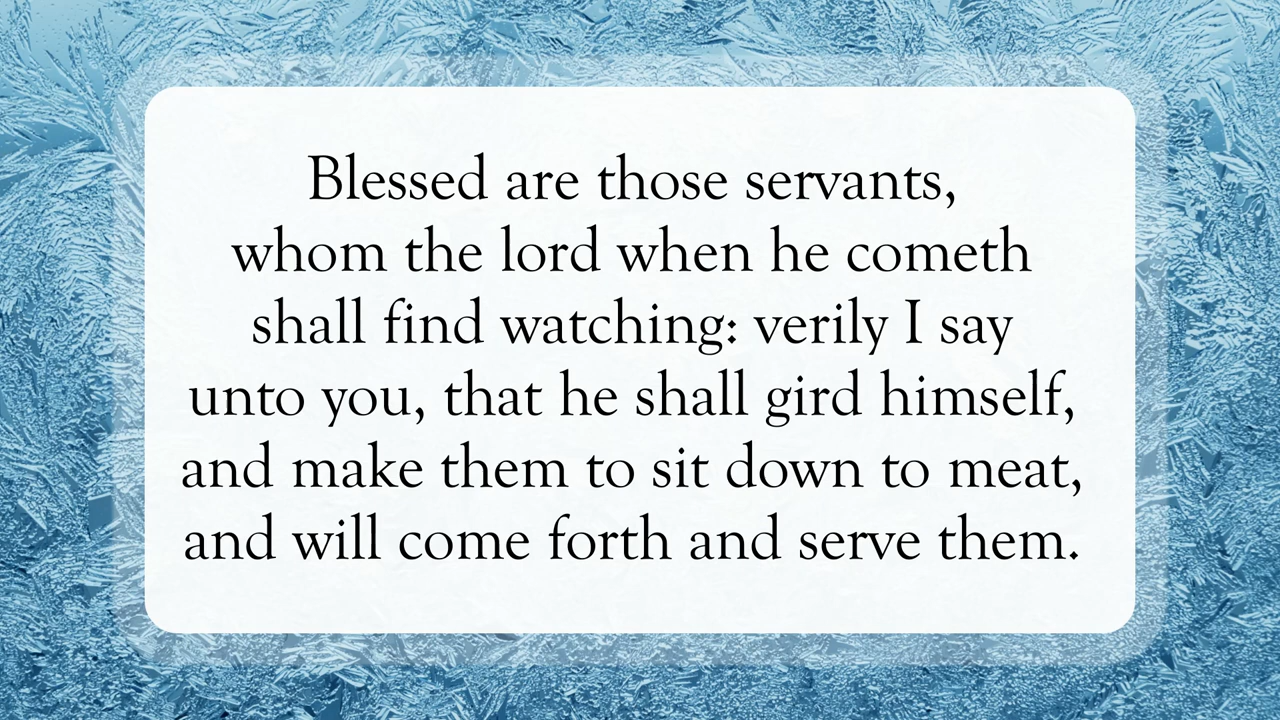 Blessed are those servants,
whom the lord when he cometh
shall find watching: verily I say
unto you, that he shall gird himself,
and make them to sit down to meat,
and will come forth and serve them.